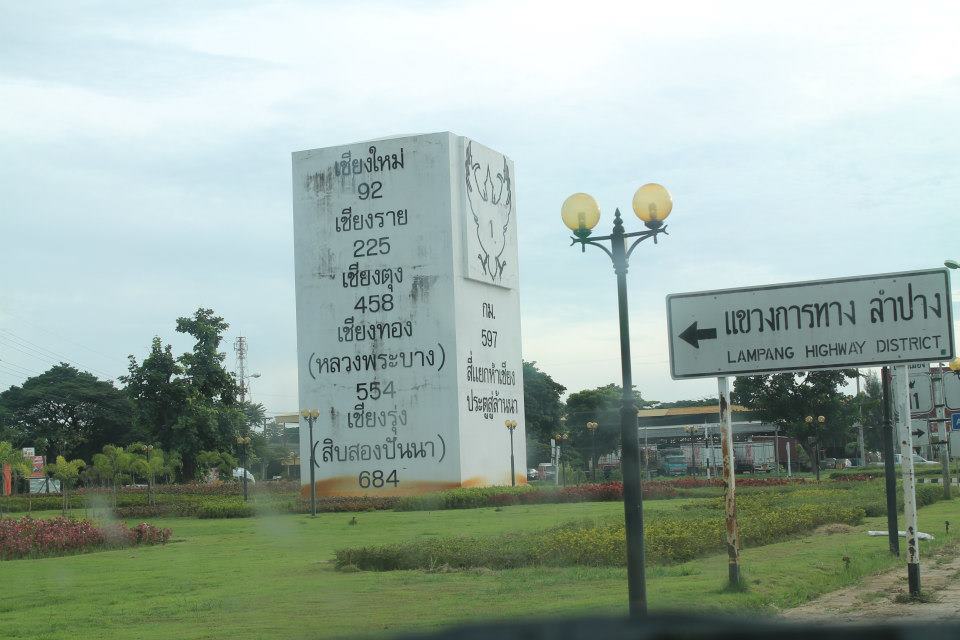 เชียงใหม่
92
เชียงราย
225
เชียงตุง
458
เชียงทอง
(หลวงพระบาง)
554
เชียงรุ่ง
(สิบสองปันนา)
684
1
กม.
597
สี่แยกห้าเชียง
ประตูสู่ล้านนา
แขวงการทาง ลำปาง
LAMPANG HIGHWAY DISTRICT